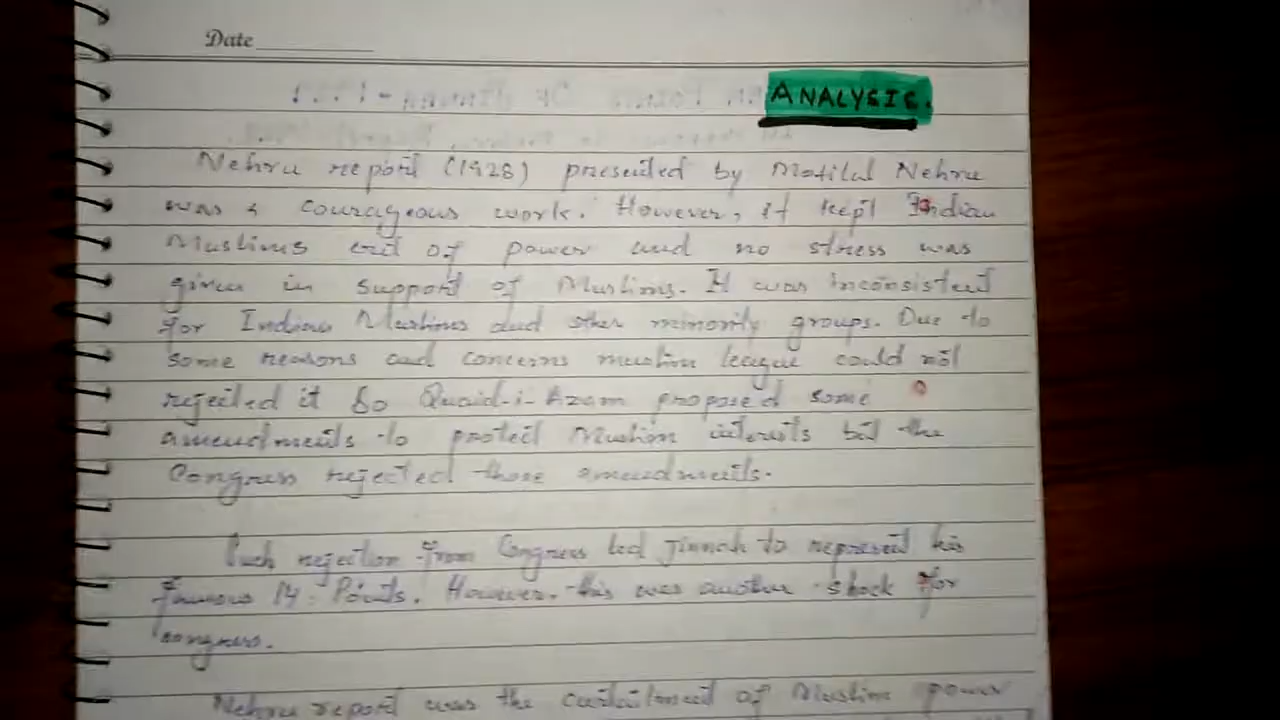 Date
ANALYSIS.
Nehru report (1928) presented by Motilal Nehru
was a courageous work. However, it kept Indian
Muslims out of power and no stress was
given in support of Muslims. It was inconsistent
for Indian Muslims and other minority groups. Due to
some reasons and concerns muslim league could not
rejected it so Quaid-i-Azam proposed some
amendments to protect Muslim interests but the
Congress rejected those amendments.
Such rejection from Congress led Jinnah to represent his
famous 14 Points. However, this was another shock for
congress.
Nehru report was the curtailment of Muslim power